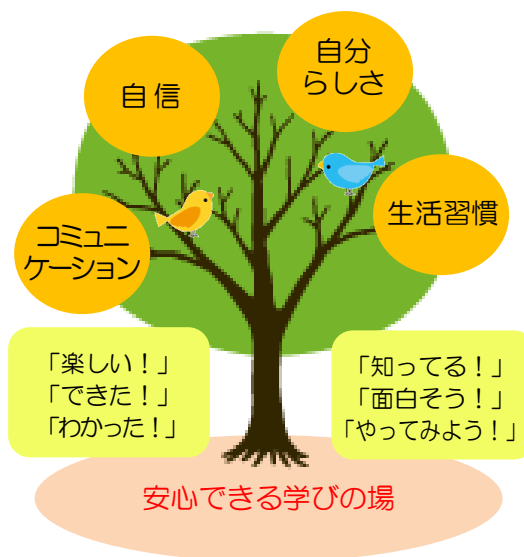 自信
自分
らしさ
コミュニ
ケーション
生活習慣
「楽しい！」
「できた！」
「わかった！」
「知ってる！」
「面白そう！」
「やってみよう！」
安心できる学びの場